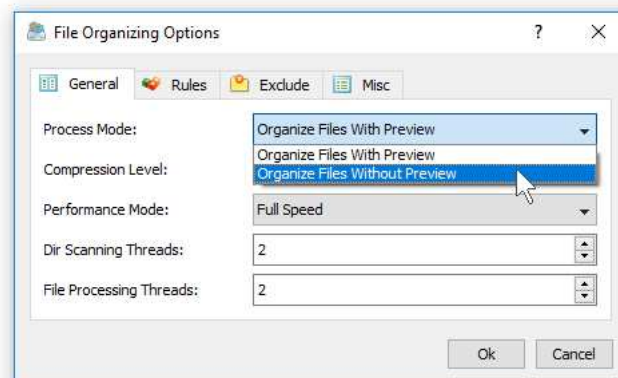 File Organizing Options
?
General Rules Exclude Misc
Process Mode: Organize Files With Preview
Organize Files With Preview
Compression Level: Organize Files Without Preview
Performance Mode: Full Speed
Dir Scanning Threads: 2
File Processing Threads: 2
Ok Cancel